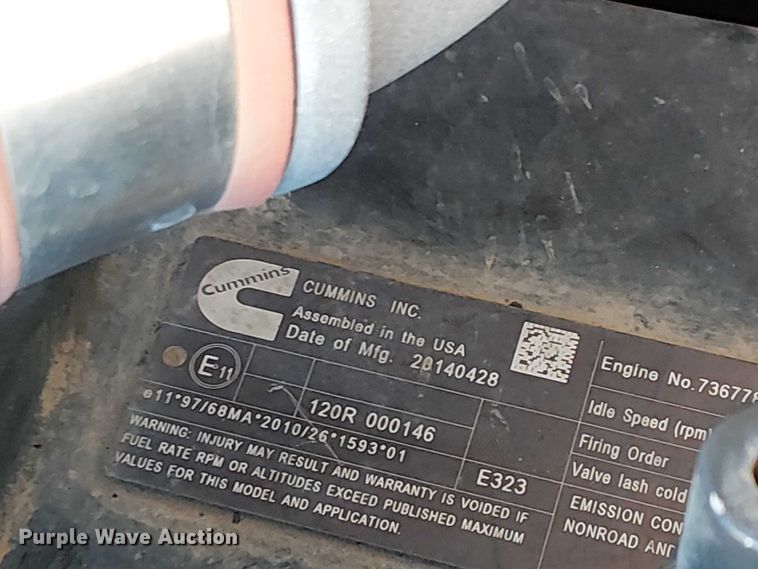 Cummins
CUMMINS INC.
Assembled in the USA
Date of Mfg. 20140428
E11
120R 000146
e11*97/68MA*2010/26*1593*01
E323
WARNING: INJURY MAY RESULT AND WARRANTY IS VOIDED IF
FUEL RATE RPM OR ALTITUDES EXCEED PUBLISHED MAXIMUM
VALUES FOR THIS MODEL AND APPLICATION.
Engine No.73677
Idle Speed (rpm)
Firing Order
Valve lash cold
EMISSION CON
NONROAD AND
Purple Wave Auction